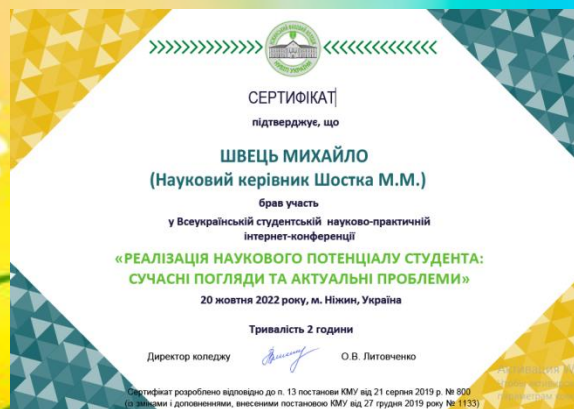 СЕРТИФІКАТ
підтверджує, що
ШВЕЦЬ МИХАЙЛО
(Науковий керівник Шостка М.М.)
брав участь
у Всеукраїнській студентській науково-практичній
інтернет-конференції
«РЕАЛІЗАЦІЯ НАУКОВОГО ПОТЕНЦІАЛУ СТУДЕНТА:
СУЧАСНІ ПОГЛЯДИ ТА АКТУАЛЬНІ ПРОБЛЕМИ»
20 жовтня 2022 року, м. Ніжин, Україна
Тривалість 2 години
Директор коледжу О.В. Литовченко
Сертифікат розроблено відповідно до п. 13 постанови КМУ від 21 серпня 2019 р. № 800
(із змінами і доповненнями, внесеними постановою КМУ від 27 грудня 2019 року № 1133)